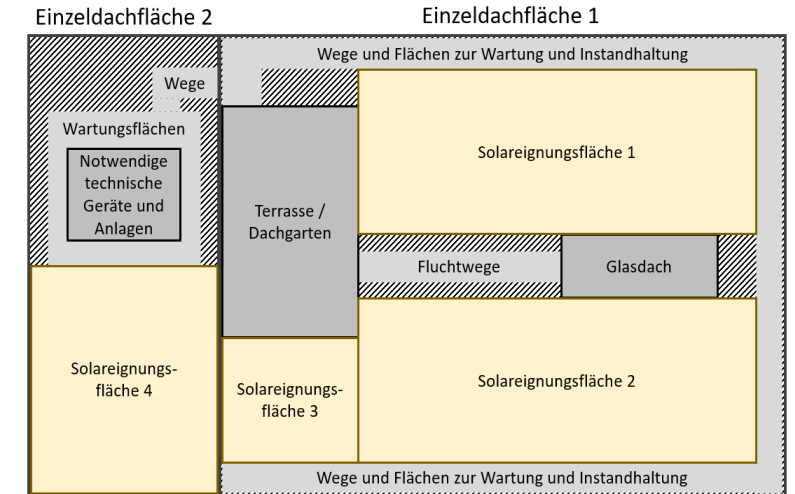 Einzeldachfläche 2
Einzeldachfläche 1
Wege und Flächen zur Wartung und Instandhaltung
Wege
Wartungsflächen
Notwendige
technische
Geräte und
Anlagen
Solareignungsfläche 1
Terrasse /
Dachgarten
Fluchtwege
Glasdach
Solareignungs-
fläche 4
Solareignungs-
fläche 3
Solareignungsfläche 2
Wege und Flächen zur Wartung und Instandhaltung